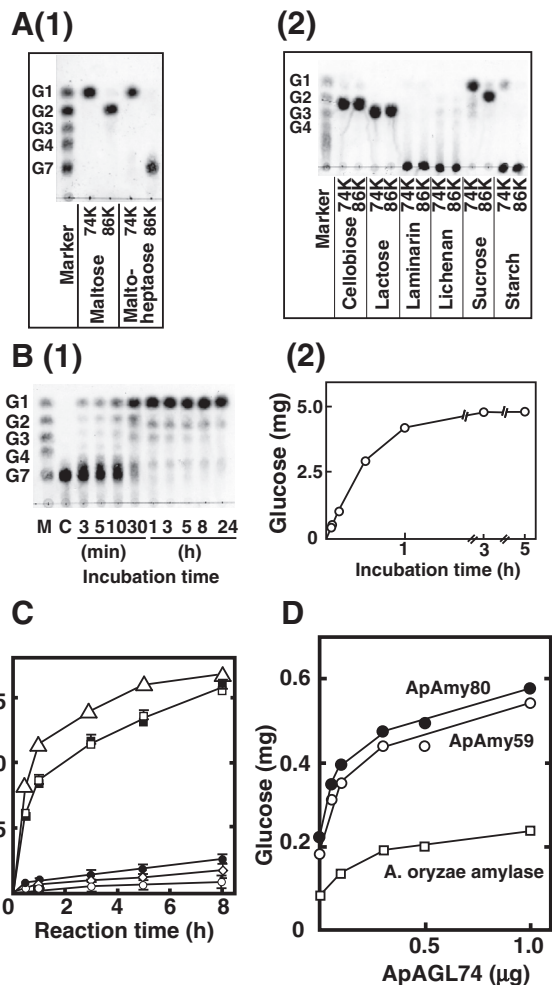 A(1)
G1
G2
G3
G4
G7
Marker
74K
86K
74K
86K
Maltose
Malto-
heptaose
(2)
G1
G2
G3
G4
Marker
74K
86K
74K
86K
74K
86K
74K
86K
74K
86K
74K
86K
Cellobiose
Lactose
Laminarin
Lichenan
Sucrose
Starch
B (1)
G1
G2
G3
G4
G7
M C 3 5 10 30 1 3 5 8 24
(min) (h)
Incubation time
(2)
Glucose (mg)
5.0
2.5
0
1 3 5
Incubation time (h)
C
5
0
5
0 2 4 6 8
Reaction time (h)
D
Glucose (mg)
0.6
0.4
0.2
0
ApAmy80
ApAmy59
A. oryzae amylase
0.5 1.0
ApAGL74 (μg)